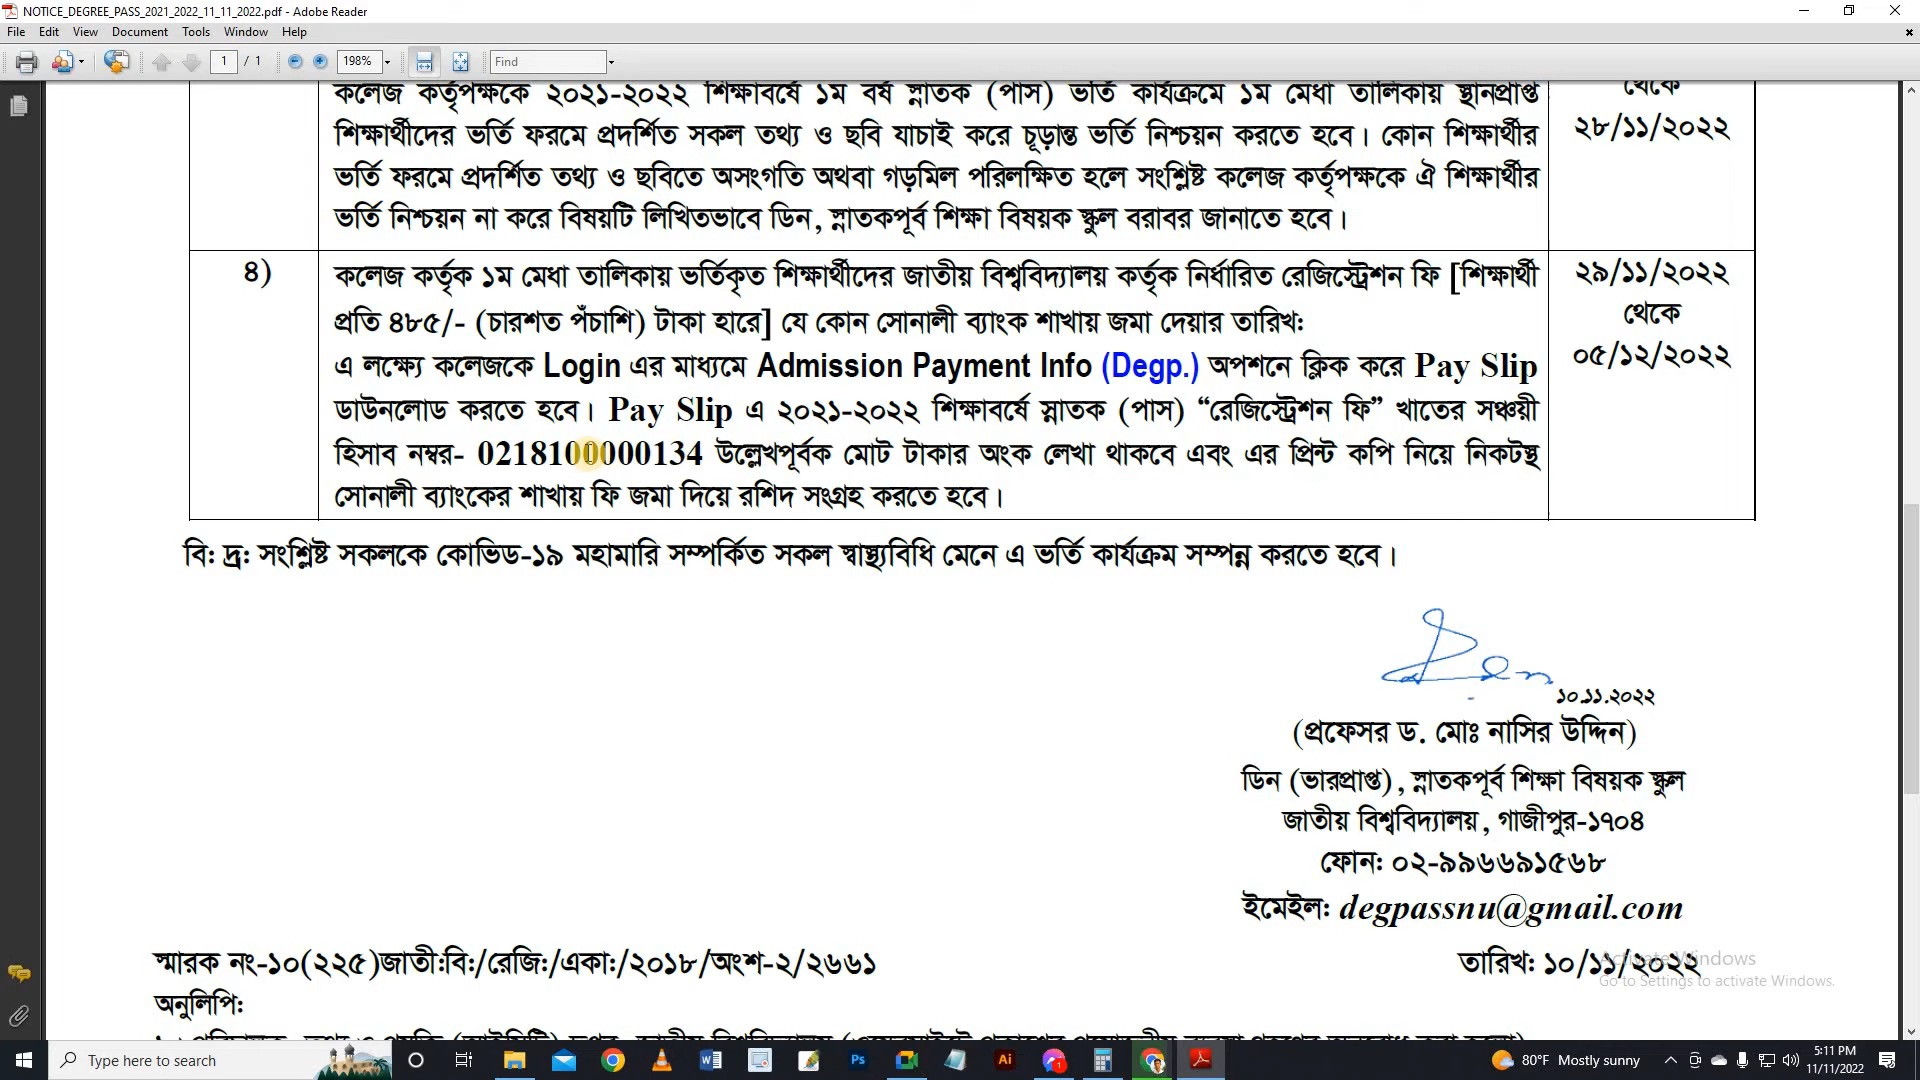 NOTICE_DEGREE_PASS_2021_2022_11_11_2022.pdf - Adobe Reader
File Edit View Document Tools Window Help
1 / 1 198% Find
কলেজ কর্তৃপক্ষকে ২০২১-২০২২ শিক্ষাবর্ষে ১ম বর্ষ স্নাতক (পাস) ভর্তি কার্যক্রমে ১ম মেধা তালিকায় স্থানপ্রাপ্ত থেকে
শিক্ষার্থীদের ভর্তি ফরমে প্রদর্শিত সকল তথ্য ও ছবি যাচাই করে চূড়ান্ত ভর্তি নিশ্চয়ন করতে হবে। কোন শিক্ষার্থীর ২৮/১১/২০২২
ভর্তি ফরমে প্রদর্শিত তথ্য ও ছবিতে অসংগতি অথবা গড়মিল পরিলক্ষিত হলে সংশ্লিষ্ট কলেজ কর্তৃপক্ষকে ঐ শিক্ষার্থীর
ভর্তি নিশ্চয়ন না করে বিষয়টি লিখিতভাবে ডিন, স্নাতকপূর্ব শিক্ষা বিষয়ক স্কুল বরাবর জানাতে হবে।
৪) কলেজ কর্তৃক ১ম মেধা তালিকায় ভর্তিকৃত শিক্ষার্থীদের জাতীয় বিশ্ববিদ্যালয় কর্তৃক নির্ধারিত রেজিস্ট্রেশন ফি [শিক্ষার্থী ২৯/১১/২০২২
প্রতি ৪৮৫/- (চারশত পঁচাশি) টাকা হারে] যে কোন সোনালী ব্যাংক শাখায় জমা দেয়ার তারিখ: থেকে
এ লক্ষ্যে কলেজকে Login এর মাধ্যমে Admission Payment Info (Degp.) অপশনে ক্লিক করে Pay Slip ০৫/১২/২০২২
ডাউনলোড করতে হবে। Pay Slip এ ২০২১-২০২২ শিক্ষাবর্ষে স্নাতক (পাস) “রেজিস্ট্রেশন ফি” খাতের সঞ্চয়ী
হিসাব নম্বর- 0218100000134 উল্লেখপূর্বক মোট টাকার অংক লেখা থাকবে এবং এর প্রিন্ট কপি নিয়ে নিকটস্থ
সোনালী ব্যাংকের শাখায় ফি জমা দিয়ে রশিদ সংগ্রহ করতে হবে।
বি: দ্র: সংশ্লিষ্ট সকলকে কোভিড-১৯ মহামারি সম্পর্কিত সকল স্বাস্থ্যবিধি মেনে এ ভর্তি কার্যক্রম সম্পন্ন করতে হবে।
১০.১১.২০২২
(প্রফেসর ড. মোঃ নাসির উদ্দিন)
ডিন (ভারপ্রাপ্ত), স্নাতকপূর্ব শিক্ষা বিষয়ক স্কুল
জাতীয় বিশ্ববিদ্যালয়, গাজীপুর-১৭০৪
ফোন: ০২-৯৯৬৬৯১৫৬৮
ইমেইল: degpassnu@gmail.com
স্মারক নং-১০(২২৫)জাতী:বি:/রেজি:/একা:/২০১৮/অংশ-২/২৬৬১ তারিখ: ১০/১১/২০২২
অনুলিপি:
Activate Windows
Go to Settings to activate Windows.
Type here to search
80°F Mostly sunny
5:11 PM
11/11/2022